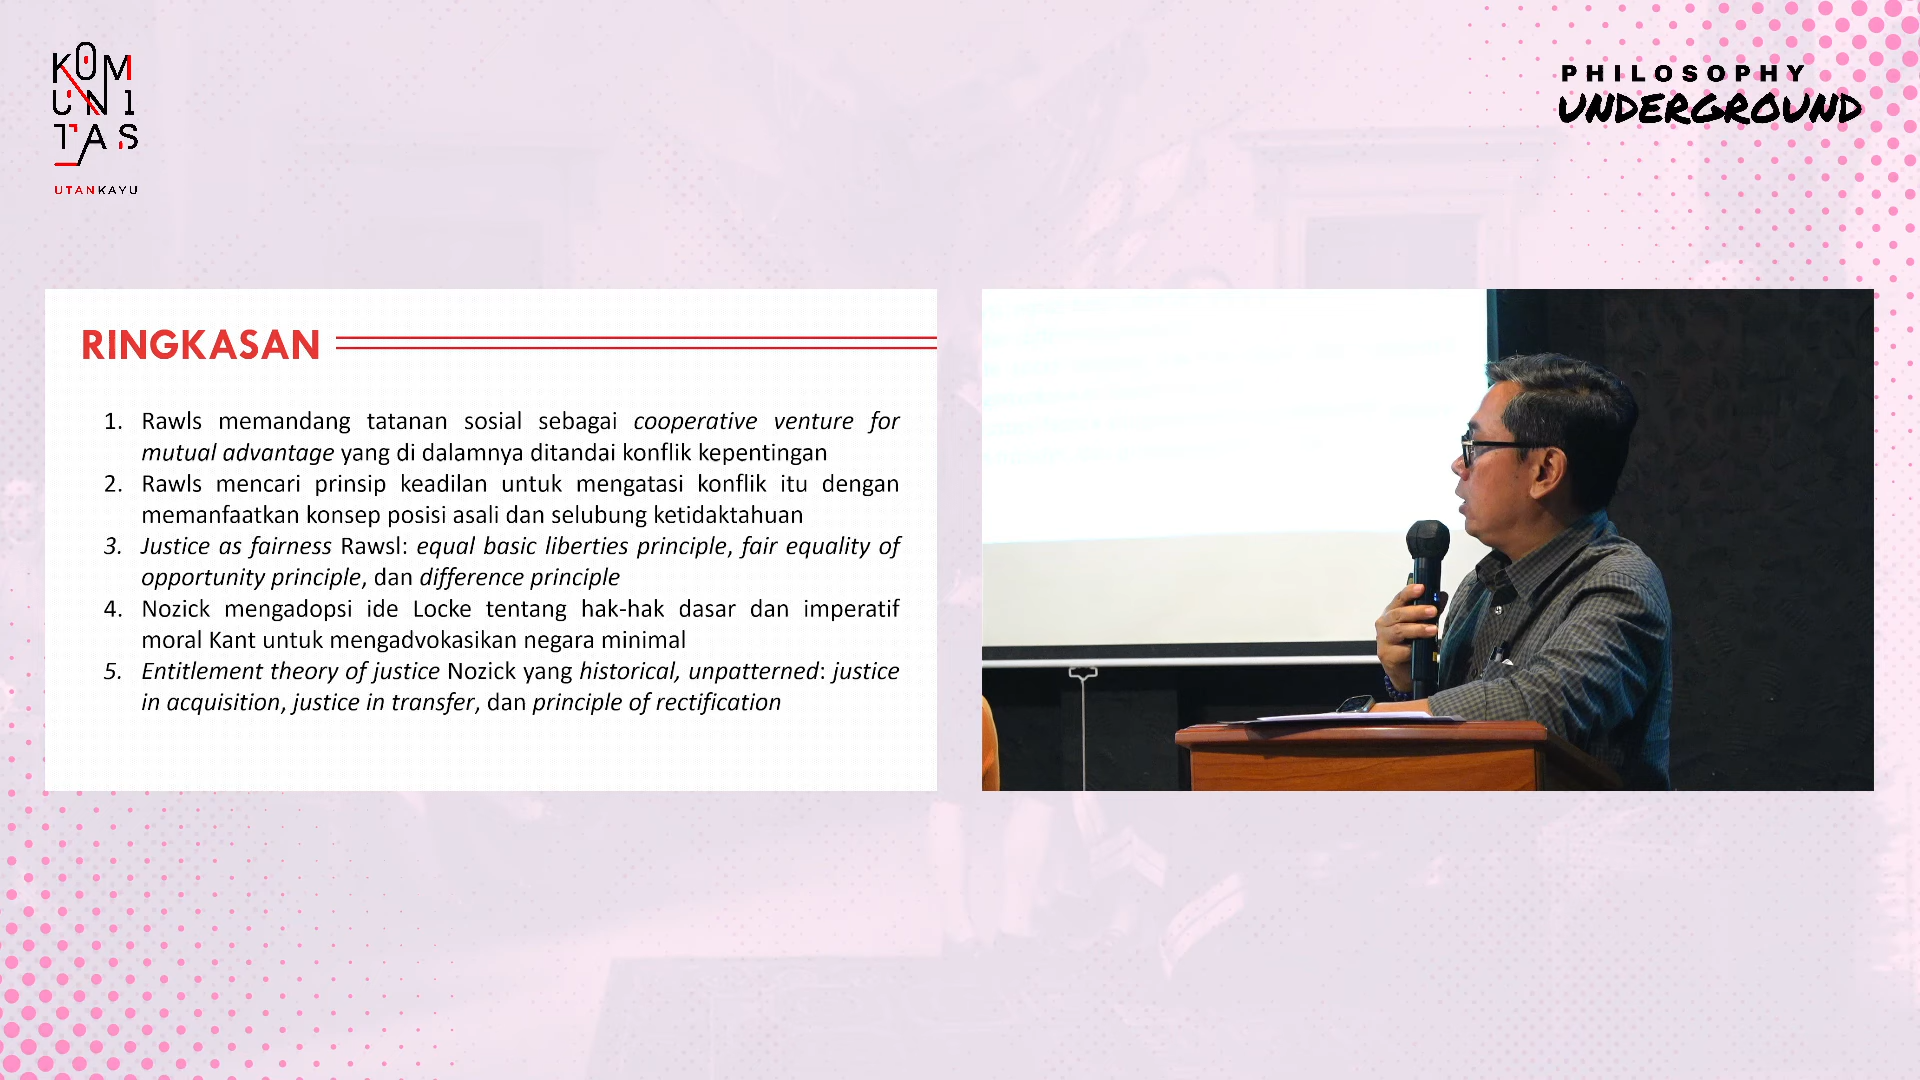 KOM
UNI
TAS
UTANKAYU
PHILOSOPHY
UNDERGROUND
RINGKASAN
1. Rawls memandang tatanan sosial sebagai cooperative venture for
mutual advantage yang di dalamnya ditandai konflik kepentingan
2. Rawls mencari prinsip keadilan untuk mengatasi konflik itu dengan
memanfaatkan konsep posisi asali dan selubung ketidaktahuan
3. Justice as fairness Rawsl: equal basic liberties principle, fair equality of
opportunity principle, dan difference principle
4. Nozick mengadopsi ide Locke tentang hak-hak dasar dan imperatif
moral Kant untuk mengadvokasikan negara minimal
5. Entitlement theory of justice Nozick yang historical, unpatterned: justice
in acquisition, justice in transfer, dan principle of rectification